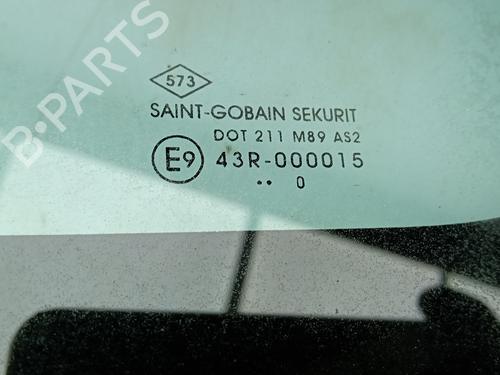 B-PARTS
573
SAINT-GOBAIN SEKURIT
DOT 211 M89 AS2
E9 43R-000015
•• 0